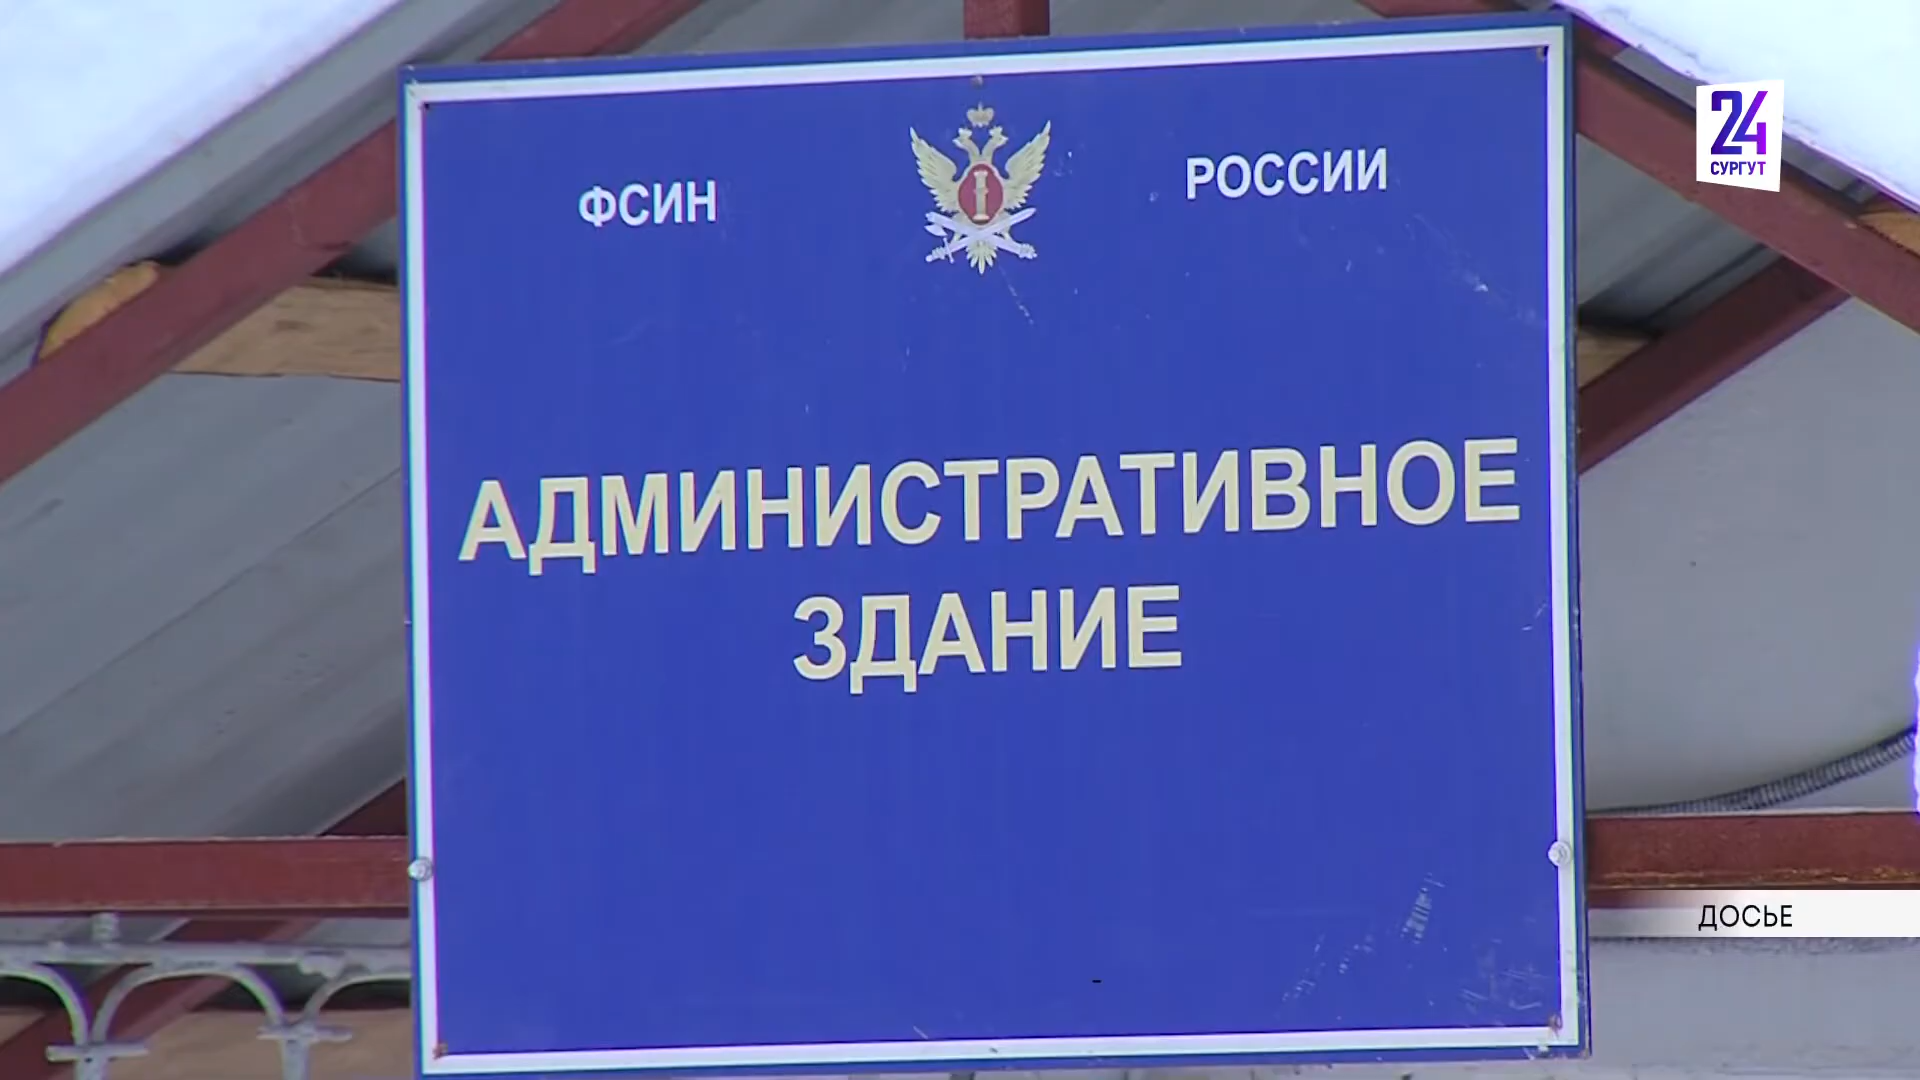 ФСИН РОССИИ
24
СУРГУТ
АДМИНИСТРАТИВНОЕ
ЗДАНИЕ
ДОСЬЕ